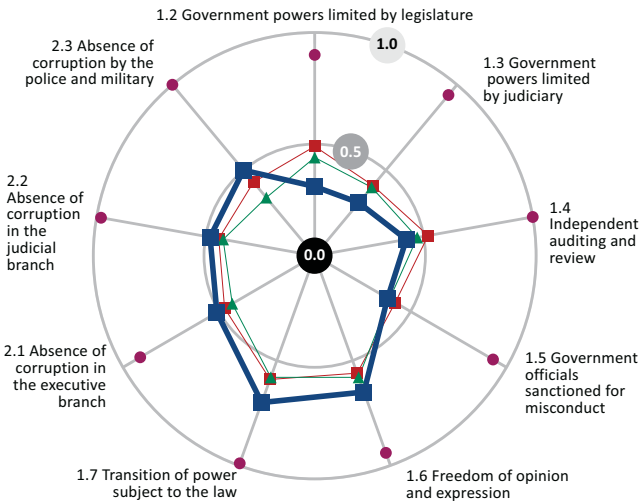 1.2 Government powers limited by legislature
1.0
2.3 Absence of
corruption by the
police and military
1.3 Government
powers limited
by judiciary
0.5
2.2
Absence of
corruption
in the
judicial
branch
1.4
Independent
auditing and
review
0.0
2.1 Absence of
corruption in
the executive
branch
1.5 Government
officials
sanctioned for
misconduct
1.7 Transition of power
subject to the law
1.6 Freedom of opinion
and expression